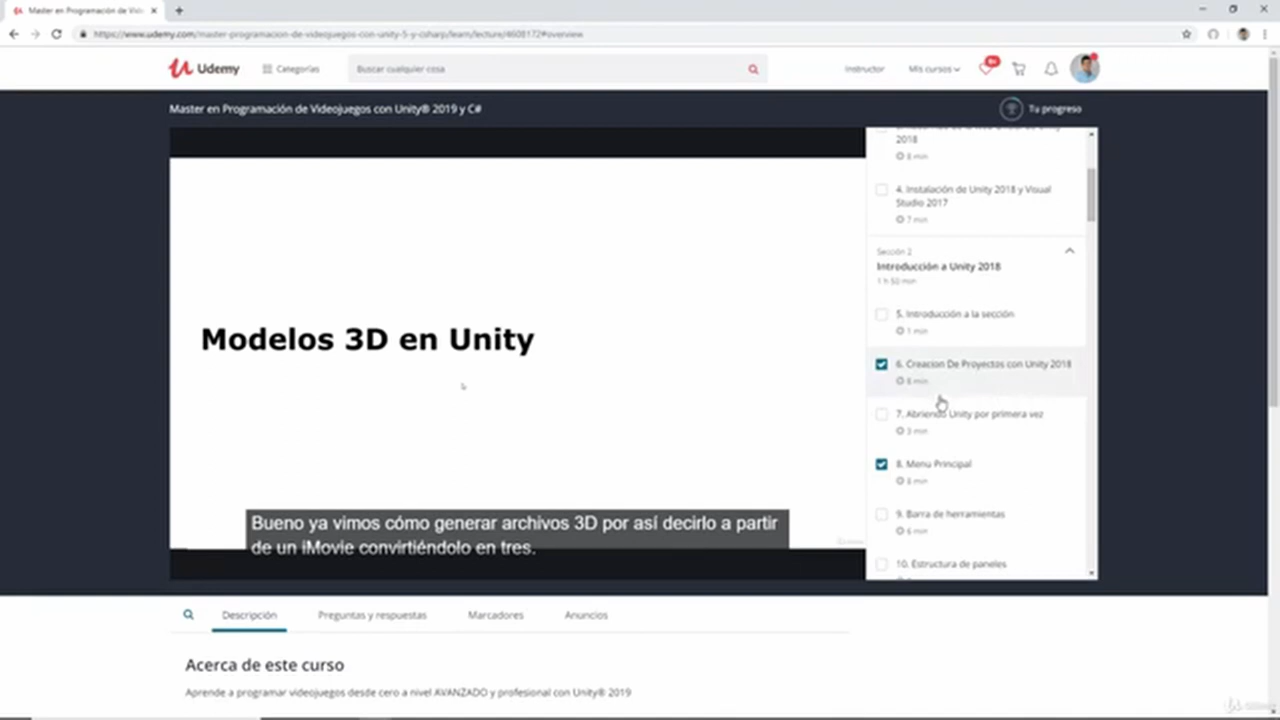 Master en Programación de Vid
https://www.udemy.com/master-programacion-de-videojuegos-con-unity-5-y-csharp/learn/lecture/4608172#overview
Udemy
Categorías
Buscar cualquier cosa
Instructor
Mis cursos
Master en Programación de Videojuegos con Unity® 2019 y C#
Tu progreso
2018
8 min
4. Instalación de Unity 2018 y Visual
Studio 2017
7 min
Sección 2
Introducción a Unity 2018
1 h 50 min
5. Introducción a la sección
1 min
6. Creacion De Proyectos con Unity 2018
8 min
7. Abriendo Unity por primera vez
3 min
8. Menu Principal
8 min
9. Barra de herramientas
6 min
10. Estructura de paneles
Modelos 3D en Unity
Bueno ya vimos cómo generar archivos 3D por así decirlo a partir
de un iMovie convirtiéndolo en tres.
Descripción
Preguntas y respuestas
Marcadores
Anuncios
Acerca de este curso
Aprende a programar videojuegos desde cero a nivel AVANZADO y profesional con Unity® 2019